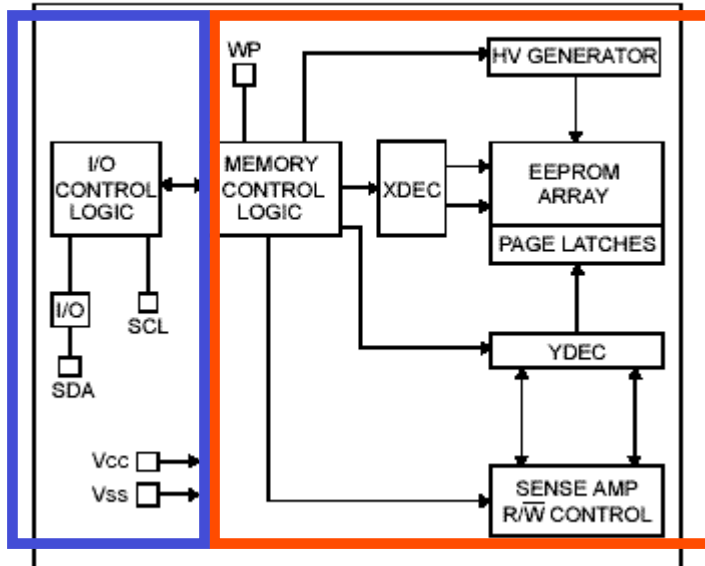 WP
HV GENERATOR
I/O
CONTROL
LOGIC
MEMORY
CONTROL
LOGIC
XDEC
EEPROM
ARRAY
PAGE LATCHES
I/O
SCL
SDA
YDEC
Vcc
Vss
SENSE AMP
R/W̅ CONTROL